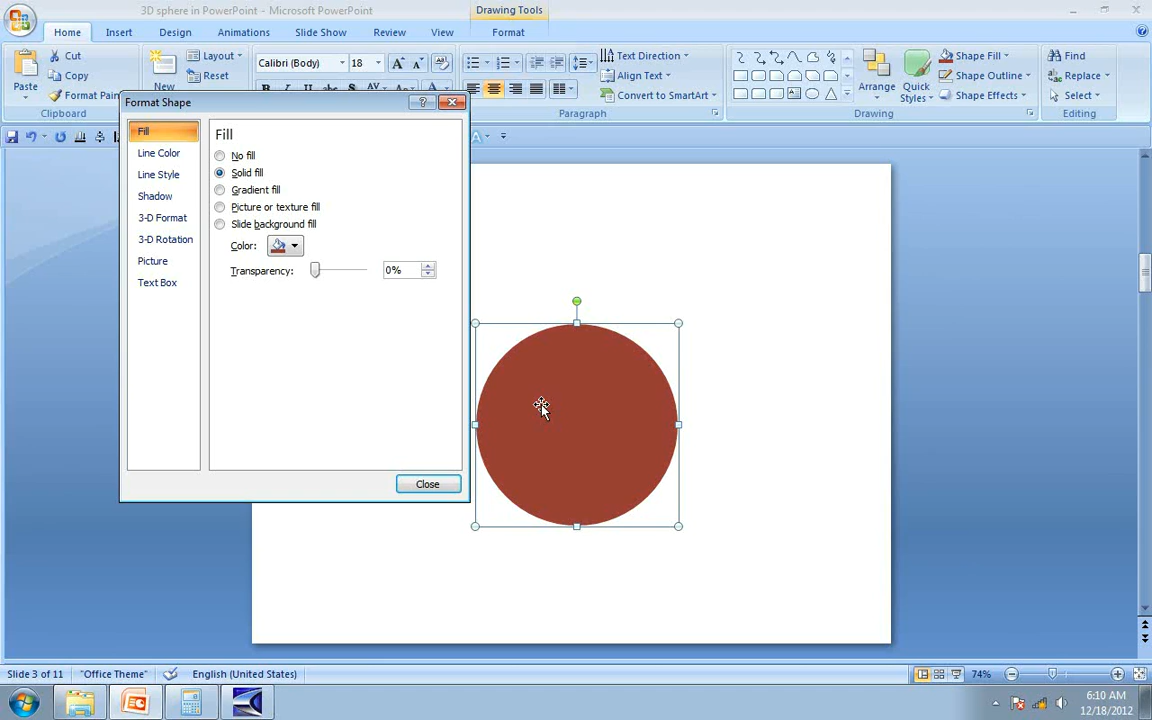 3D sphere in PowerPoint - Microsoft PowerPoint
Drawing Tools
Home Insert Design Animations Slide Show Review View Format
Paste
Cut
Copy
Format Pain
Clipboard
New
Layout
Reset
Calibri (Body) 18
Text Direction
Align Text
Convert to SmartArt
Paragraph
Arrange
Quick
Styles
Shape Fill
Shape Outline
Shape Effects
Drawing
Find
Replace
Select
Editing
Format Shape
Fill
Line Color
Line Style
Shadow
3-D Format
3-D Rotation
Picture
Text Box
Fill
No fill
Solid fill
Gradient fill
Picture or texture fill
Slide background fill
Color:
Transparency: 0%
Close
Slide 3 of 11 "Office Theme" English (United States) 74%
6:10 AM
12/18/2012